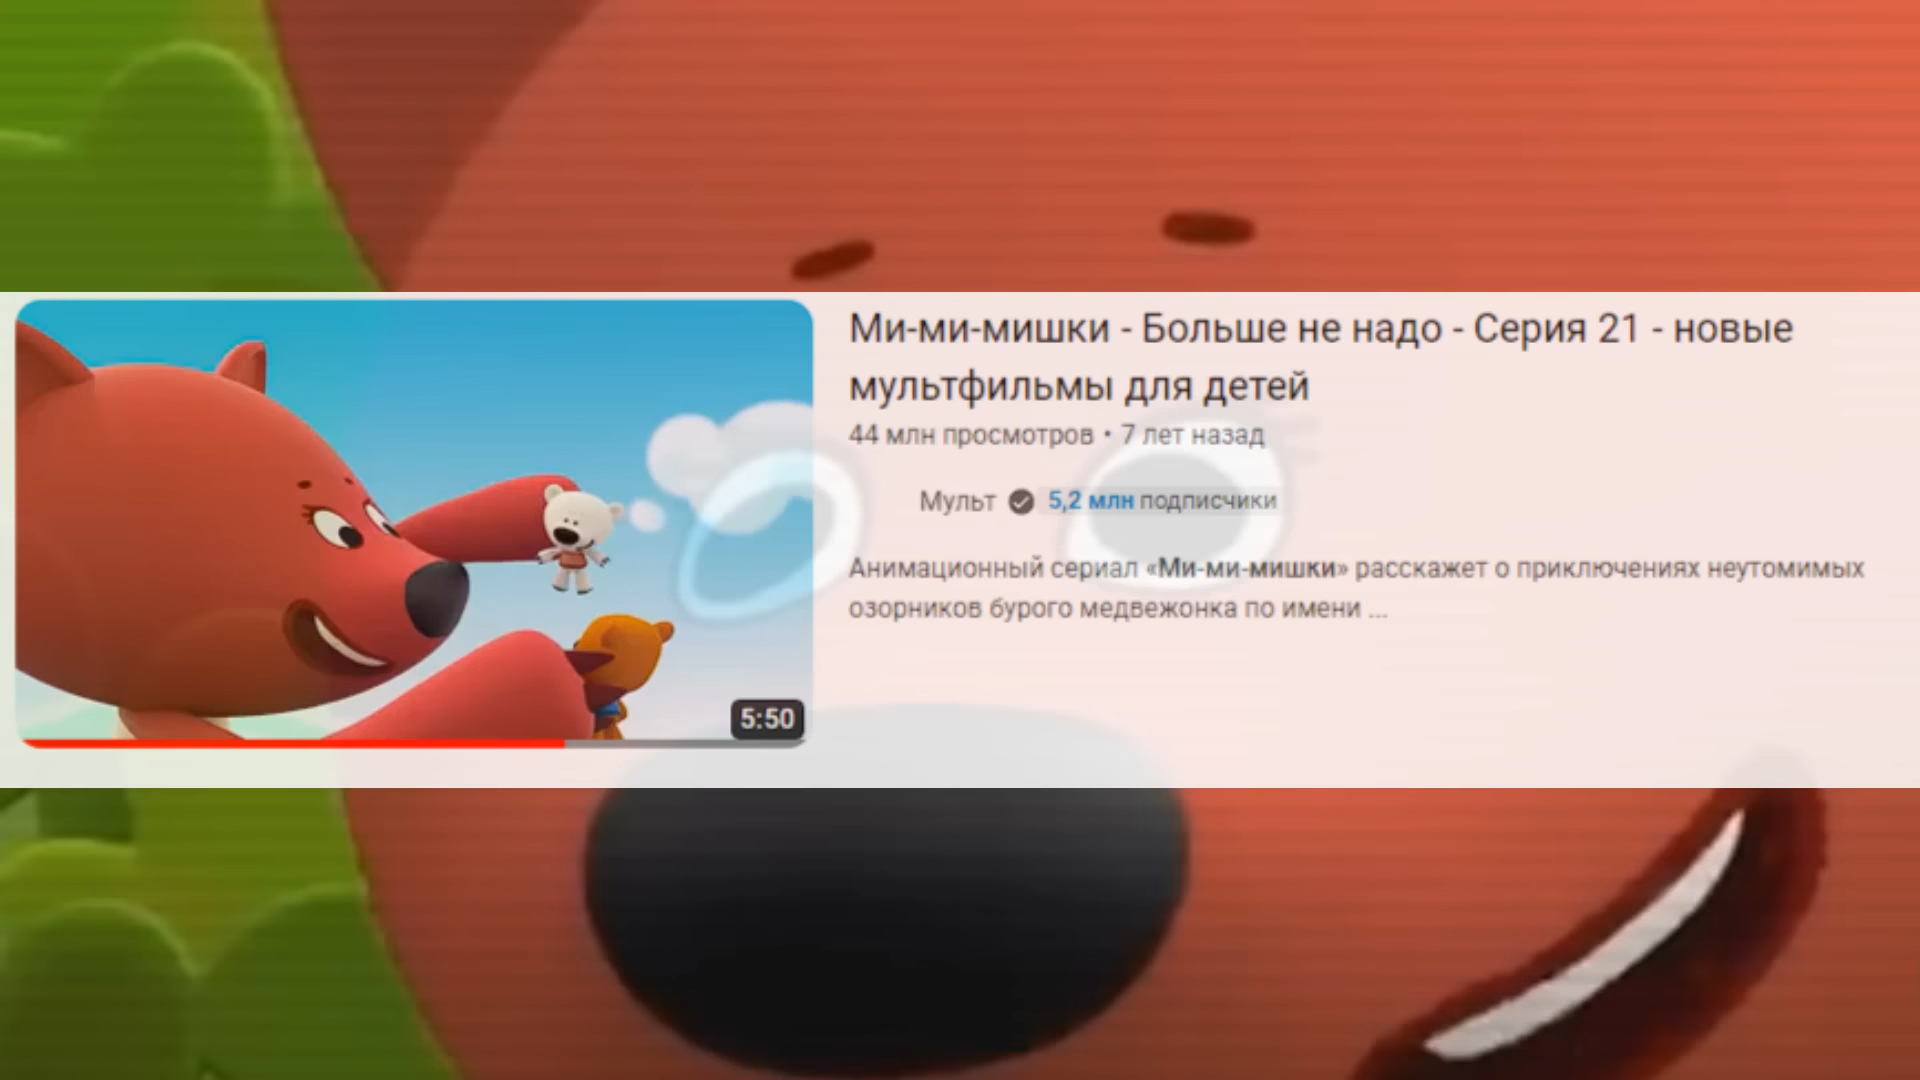 Ми-ми-мишки - Больше не надо - Серия 21 - новые
мультфильмы для детей
44 млн просмотров • 7 лет назад
Мульт 5,2 млн подписчики
Анимационный сериал «Ми-ми-мишки» расскажет о приключениях неутомимых
озорников бурого медвежонка по имени ...
5:50